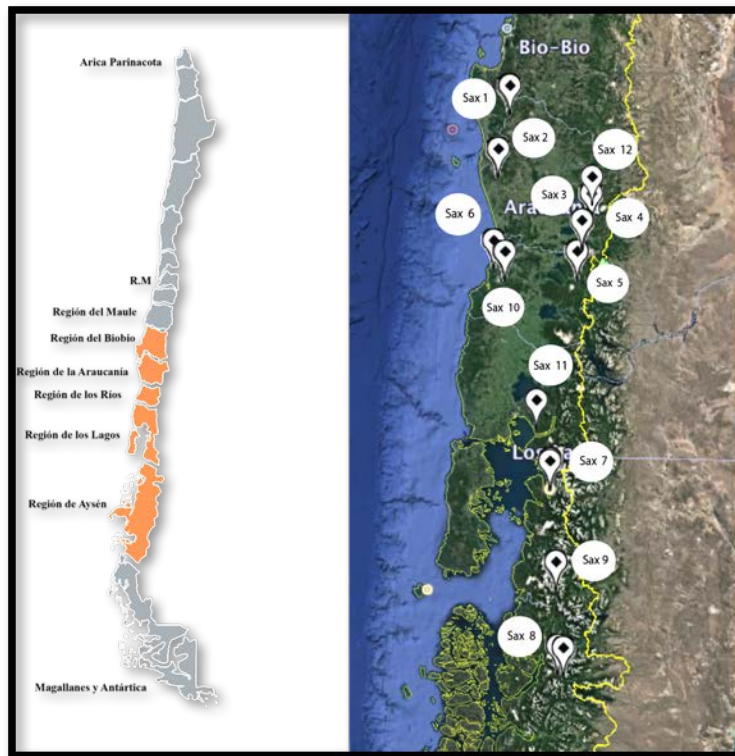 Arica Parinacota
R.M
Región del Maule
Región del Biobio
Región de la Araucanía
Región de los Ríos
Región de los Lagos
Región de Aysén
Magallanes y Antártica
Bio-Bio
Sax 1
Sax 2
Sax 12
Sax 3
Sax 6
Sax 4
Sax 5
Sax 10
Sax 11
Sax 7
Sax 9
Sax 8